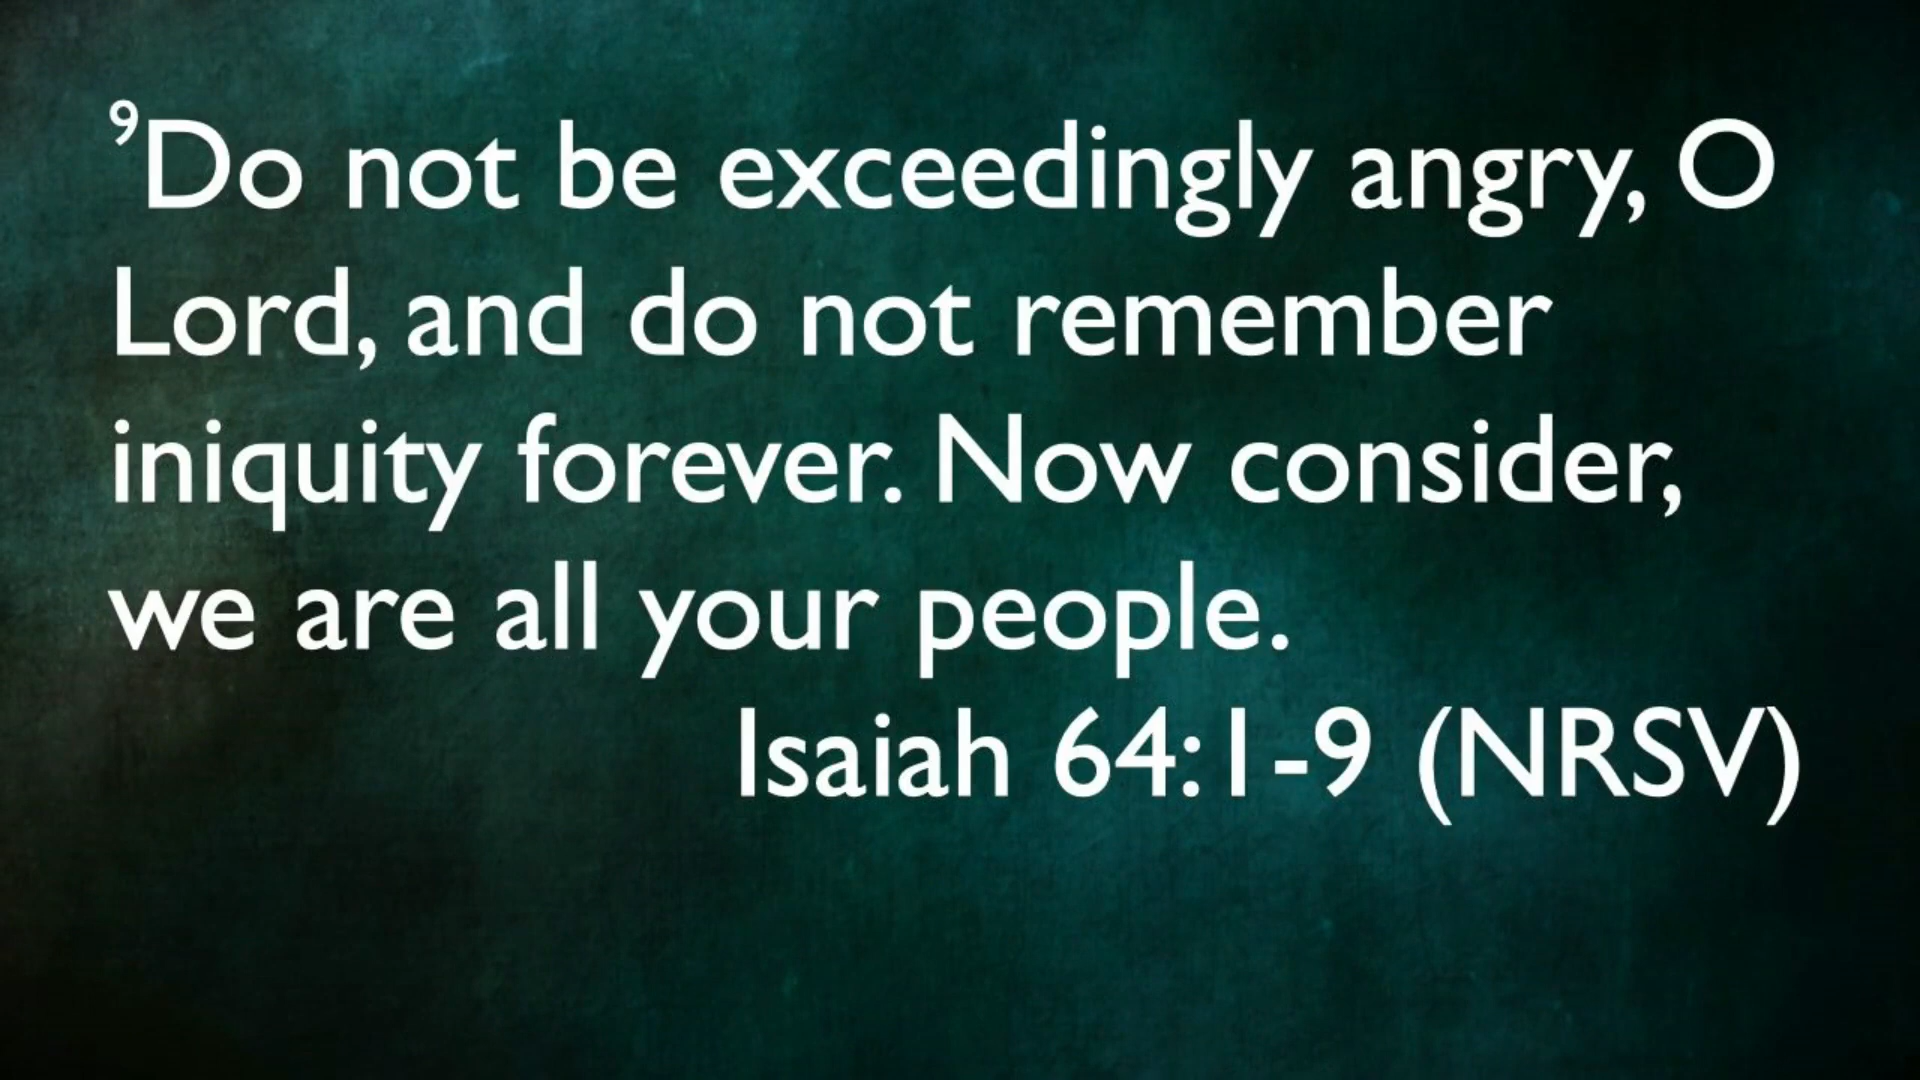 ⁹Do not be exceedingly angry, O
Lord, and do not remember
iniquity forever. Now consider,
we are all your people.
Isaiah 64:1-9 (NRSV)